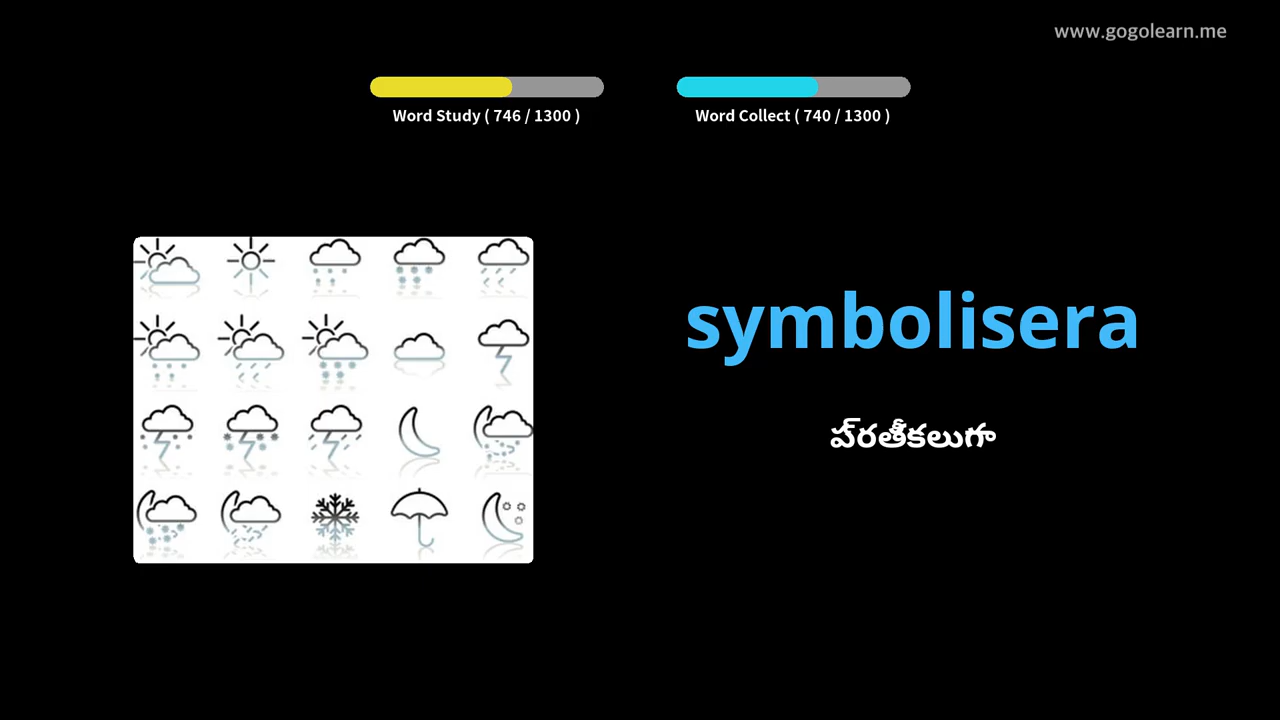 www.gogolearn.me
Word Study ( 746 / 1300 )
Word Collect ( 740 / 1300 )
symbolisera
ప్రతీకలుగా